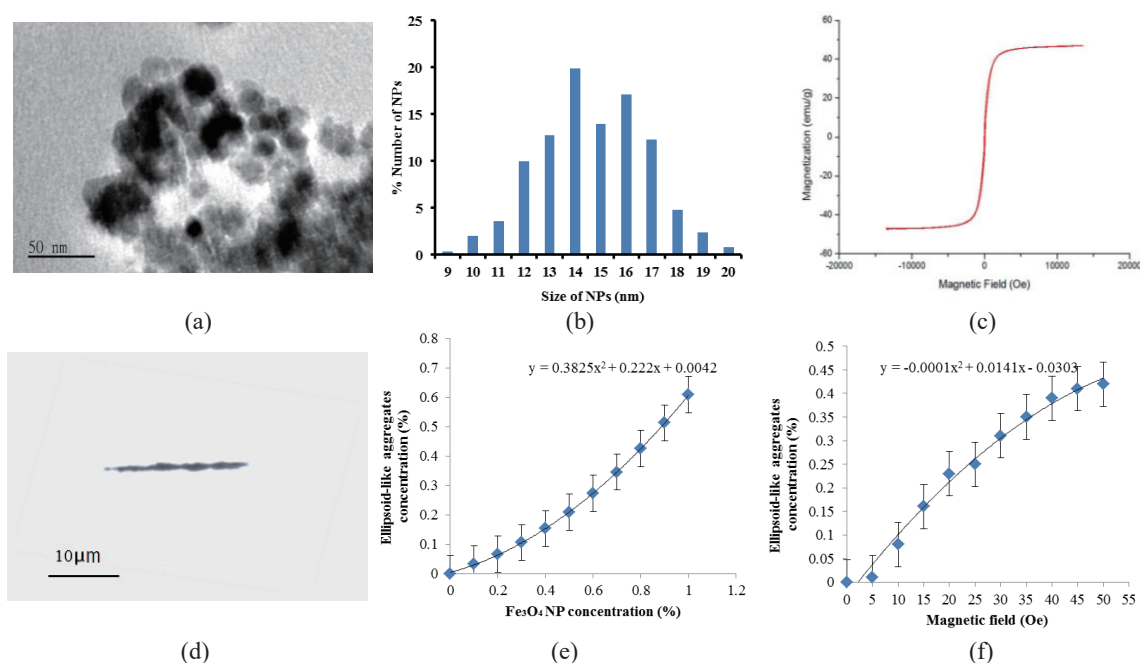 50 nm
25
20
15
10
5
0
% Number of NPs
9 10 11 12 13 14 15 16 17 18 19 20
Size of NPs (nm)
60
40
20
0
-20
-40
-60
Magnetization (emu/g)
-20000 -10000 0 10000 20000
Magnetic Field (Oe)
(a)
(b)
(c)
10μm
0.8
0.7
0.6
0.5
0.4
0.3
0.2
0.1
0
Ellipsoid-like aggregates
concentration (%)
y = 0.3825x² + 0.222x + 0.0042
0 0.2 0.4 0.6 0.8 1 1.2
Fe₃O₄ NP concentration (%)
0.5
0.45
0.4
0.35
0.3
0.25
0.2
0.15
0.1
0.05
0
Ellipsoid-like aggregates
concentration (%)
y = -0.0001x² + 0.0141x - 0.0303
0 5 10 15 20 25 30 35 40 45 50 55
Magnetic field (Oe)
(d)
(e)
(f)